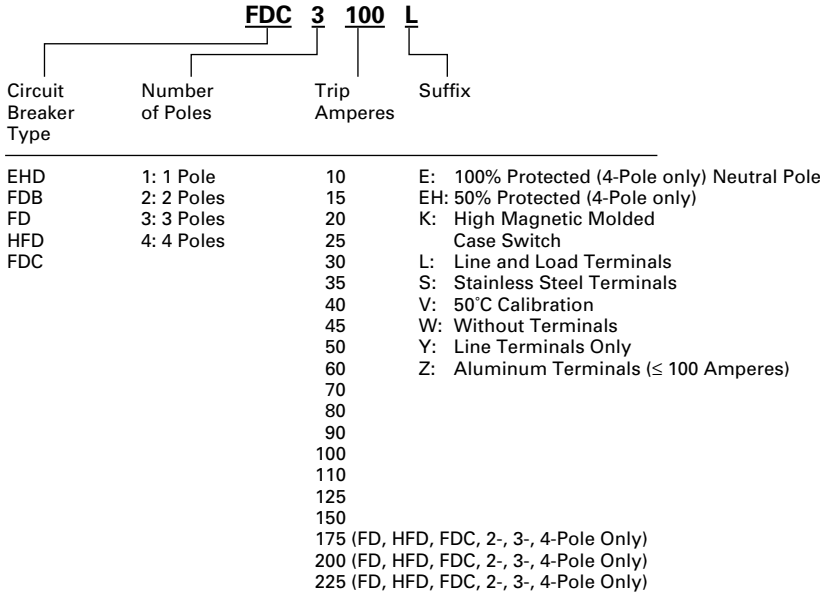 FDC 3 100 L
Circuit Breaker Type
Number of Poles
Trip Amperes
Suffix
EHD
FDB
FD
HFD
FDC
1: 1 Pole
2: 2 Poles
3: 3 Poles
4: 4 Poles
10
15
20
25
30
35
40
45
50
60
70
80
90
100
110
125
150
175 (FD, HFD, FDC, 2-, 3-, 4-Pole Only)
200 (FD, HFD, FDC, 2-, 3-, 4-Pole Only)
225 (FD, HFD, FDC, 2-, 3-, 4-Pole Only)
E: 100% Protected (4-Pole only) Neutral Pole
EH: 50% Protected (4-Pole only)
K: High Magnetic Molded
Case Switch
L: Line and Load Terminals
S: Stainless Steel Terminals
V: 50˚C Calibration
W: Without Terminals
Y: Line Terminals Only
Z: Aluminum Terminals (≤ 100 Amperes)